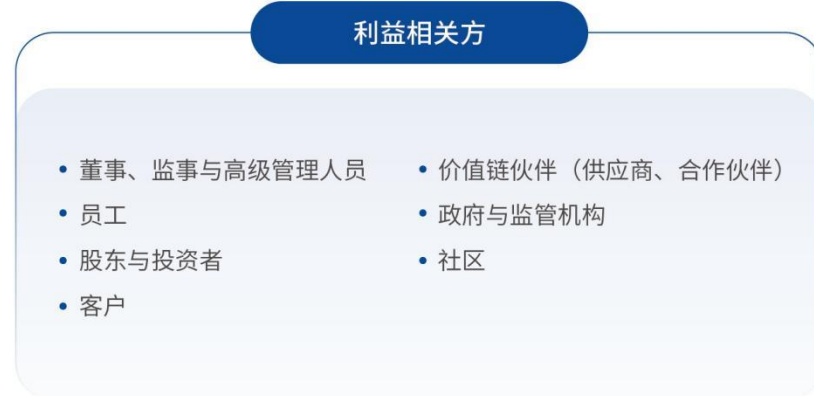 利益相关方
• 董事、监事与高级管理人员
• 员工
• 股东与投资者
• 客户
• 价值链伙伴（供应商、合作伙伴）
• 政府与监管机构
• 社区